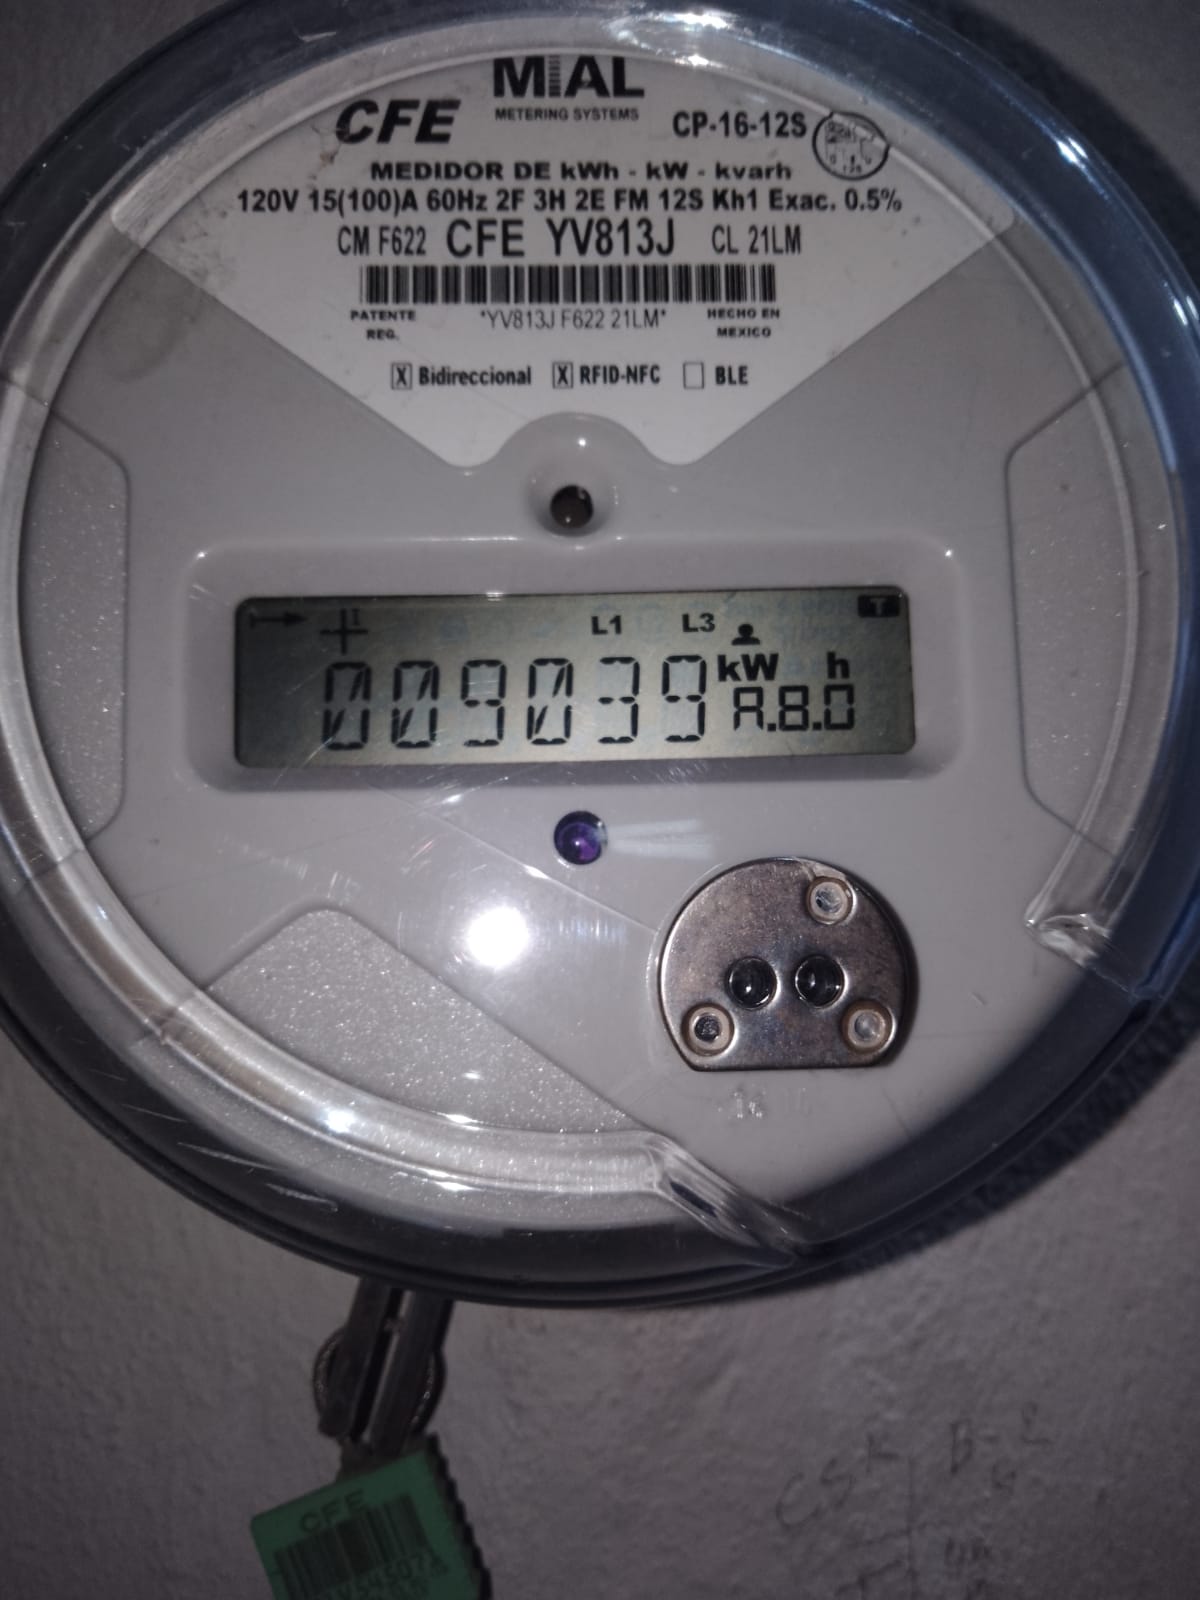 MIAL
METERING SYSTEMS
CFE
CP-16-12S
MEDIDOR DE kWh - kW - kvarh
120V 15(100)A 60Hz 2F 3H 2E FM 12S Kh1 Exac. 0.5%
CM F622 CFE YV813J CL 21LM
PATENTE REG.
*YV813J F622 21LM*
HECHO EN MEXICO
X Bidireccional X RFID-NFC BLE
L1 L3 T
009039 kW h A.8.0
CFE